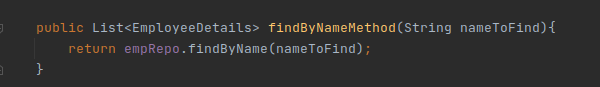 public List<EmployeeDetails> findByNameMethod(String nameToFind){
return empRepo.findByName(nameToFind);
}